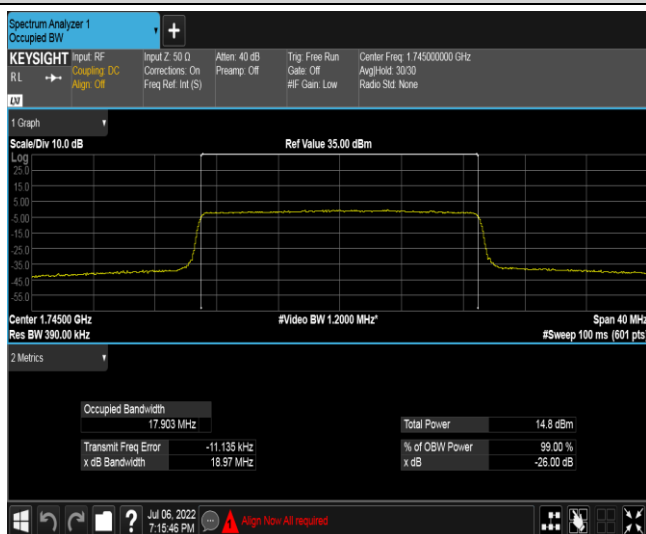 Spectrum Analyzer 1
Occupied BW
+
KEYSIGHT
RL
LXI
Input: RF
Coupling: DC
Align: Off
Input Z: 50 Ω
Corrections: On
Freq Ref: Int (S)
Atten: 40 dB
Preamp: Off
Trig: Free Run
Gate: Off
#IF Gain: Low
Center Freq: 1.745000000 GHz
Avg|Hold: 30/30
Radio Std: None
1 Graph
Scale/Div 10.0 dB
Ref Value 35.00 dBm
Log
25.0
15.0
5.00
-5.00
-15.0
-25.0
-35.0
-45.0
-55.0
Center 1.74500 GHz
#Video BW 1.2000 MHz*
Span 40 MHz
Res BW 390.00 kHz
#Sweep 100 ms (601 pts)
2 Metrics
Occupied Bandwidth
17.903 MHz
Total Power 14.8 dBm
Transmit Freq Error -11.135 kHz
% of OBW Power 99.00 %
x dB Bandwidth 18.97 MHz
x dB -26.00 dB
?
Jul 06, 2022
7:15:46 PM
Align Now All required